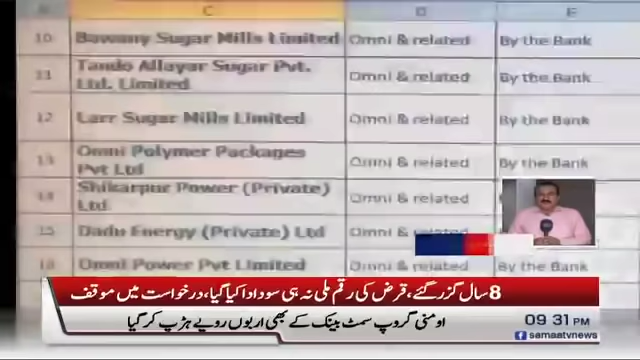 C D E
10 Bawany Sugar Mills Limited Omni & related By the Bank
11 Tando Allayar Sugar Pvt. Ltd. Limited Omni & related By the Bank
12 Larr Sugar Mills Limited Omni & related By the Bank
13 Omni Polymer Packages Pvt Ltd Omni & related By the Bank
14 Shikarpur Power (Private) Ltd Omni & related
15 Dadu Energy (Private) Ltd Omni & related
16 Omni Power Pvt Limited Omni & related By the Bank
8 سال گزر گئے، قرض کی رقم ملی نہ ہی سود ادا کیا گیا، درخواست میں موقف
اومنی گروپ سمٹ بینک کے بھی اربوں روپے ہڑپ کر گیا
09:31 PM
samaatvnews